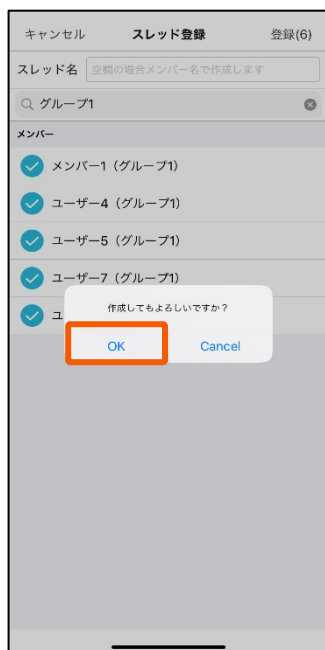 キャンセル スレッド登録 登録(6)
スレッド名 空欄の場合メンバー名で作成します
グループ1
メンバー
メンバー1（グループ1）
ユーザー4（グループ1）
ユーザー5（グループ1）
ユーザー7（グループ1）
ユ
作成してもよろしいですか？
OK Cancel